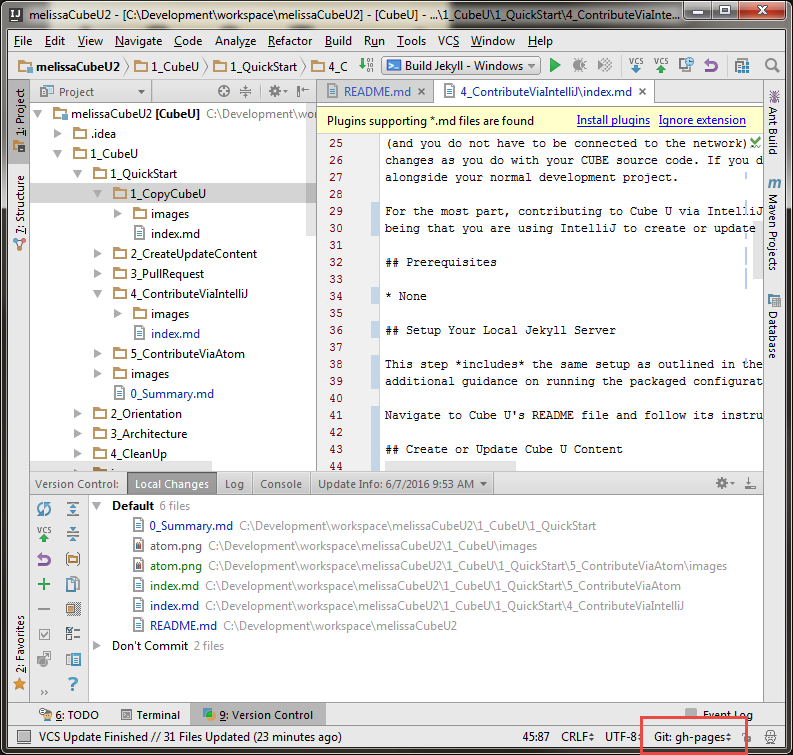 melissaCubeU2 - [C:\Development\workspace\melissaCubeU2] - [CubeU] - ...\1_CubeU\1_QuickStart\4_ContributeViaInte...
File Edit View Navigate Code Analyze Refactor Build Run Tools VCS Window Help
melissaCubeU2 1_CubeU 1_QuickStart 4_C Build Jekyll - Windows VCS VCS
Project README.md 4_ContributeViaIntelliJ\index.md
1: Project
7: Structure
2: Favorites
melissaCubeU2 [CubeU] C:\Development\wo
.idea
1_CubeU
1_QuickStart
1_CopyCubeU
images
index.md
2_CreateUpdateContent
3_PullRequest
4_ContributeViaIntelliJ
images
index.md
5_ContributeViaAtom
images
0_Summary.md
2_Orientation
3_Architecture
4_CleanUp
Plugins supporting *.md files are found Install plugins Ignore extension
25 (and you do not have to be connected to the network)
26 changes as you do with your CUBE source code. If you d
27 alongside your normal development project.
28
29 For the most part, contributing to Cube U via IntelliJ
30 being that you are using IntelliJ to create or update
31
32 ## Prerequisites
33
34 * None
35
36 ## Setup Your Local Jekyll Server
37
38 This step *includes* the same setup as outlined in the
39 additional guidance on running the packaged configurat
40
41 Navigate to Cube U's README file and follow its instru
42
43 ## Create or Update Cube U Content
44
Ant Build
Maven Projects
Database
Version Control: Local Changes Log Console Update Info: 6/7/2016 9:53 AM
VCS
Default 6 files
0_Summary.md C:\Development\workspace\melissaCubeU2\1_CubeU\1_QuickStart
atom.png C:\Development\workspace\melissaCubeU2\1_CubeU\images
atom.png C:\Development\workspace\melissaCubeU2\1_CubeU\1_QuickStart\5_ContributeViaAtom\images
index.md C:\Development\workspace\melissaCubeU2\1_CubeU\1_QuickStart\5_ContributeViaAtom
index.md C:\Development\workspace\melissaCubeU2\1_CubeU\1_QuickStart\4_ContributeViaIntelliJ
README.md C:\Development\workspace\melissaCubeU2
Don't Commit 2 files
6: TODO Terminal 9: Version Control Event Log
VCS Update Finished // 31 Files Updated (23 minutes ago) 45:87 CRLF UTF-8 Git: gh-pages